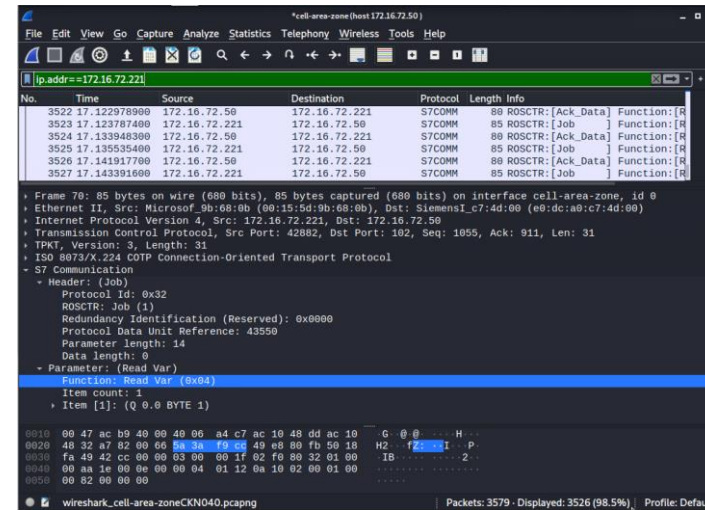 *cell-area-zone (host 172.16.72.50 )
File Edit View Go Capture Analyze Statistics Telephony Wireless Tools Help
ip.addr==172.16.72.221
No. Time Source Destination Protocol Length Info
3522 17.122978900 172.16.72.50 172.16.72.221 S7COMM 80 ROSCTR:[Ack_Data] Function:[R
3523 17.123787400 172.16.72.221 172.16.72.50 S7COMM 85 ROSCTR:[Job ] Function:[R
3524 17.133948300 172.16.72.50 172.16.72.221 S7COMM 80 ROSCTR:[Ack_Data] Function:[R
3525 17.135535400 172.16.72.221 172.16.72.50 S7COMM 85 ROSCTR:[Job ] Function:[R
3526 17.141917700 172.16.72.50 172.16.72.221 S7COMM 80 ROSCTR:[Ack_Data] Function:[R
3527 17.143391600 172.16.72.221 172.16.72.50 S7COMM 85 ROSCTR:[Job ] Function:[R
Frame 70: 85 bytes on wire (680 bits), 85 bytes captured (680 bits) on interface cell-area-zone, id 0
Ethernet II, Src: Microsof_9b:68:0b (00:15:5d:9b:68:0b), Dst: SiemensI_c7:4d:00 (e0:dc:a0:c7:4d:00)
Internet Protocol Version 4, Src: 172.16.72.221, Dst: 172.16.72.50
Transmission Control Protocol, Src Port: 42882, Dst Port: 102, Seq: 1055, Ack: 911, Len: 31
TPKT, Version: 3, Length: 31
ISO 8073/X.224 COTP Connection-Oriented Transport Protocol
S7 Communication
Header: (Job)
Protocol Id: 0x32
ROSCTR: Job (1)
Redundancy Identification (Reserved): 0x0000
Protocol Data Unit Reference: 43550
Parameter length: 14
Data length: 0
Parameter: (Read Var)
Function: Read Var (0x04)
Item count: 1
Item [1]: (Q 0.0 BYTE 1)
0010 00 47 ac b9 40 00 40 06 a4 c7 ac 10 48 dd ac 10 ·G··@·@· ····H···
0020 48 32 a7 82 00 66 5a 3a f9 cc 49 e8 80 fb 50 18 H2···fZ: ··I···P·
0030 fa 49 42 cc 00 00 03 00 00 1f 02 f0 80 32 01 00 ·IB····· ·····2··
0040 00 aa 1e 00 0e 00 00 04 01 12 0a 10 02 00 01 00 ········ ········
0050 00 82 00 00 00 ·····
wireshark_cell-area-zoneCKN040.pcapng Packets: 3579 · Displayed: 3526 (98.5%) Profile: Defau